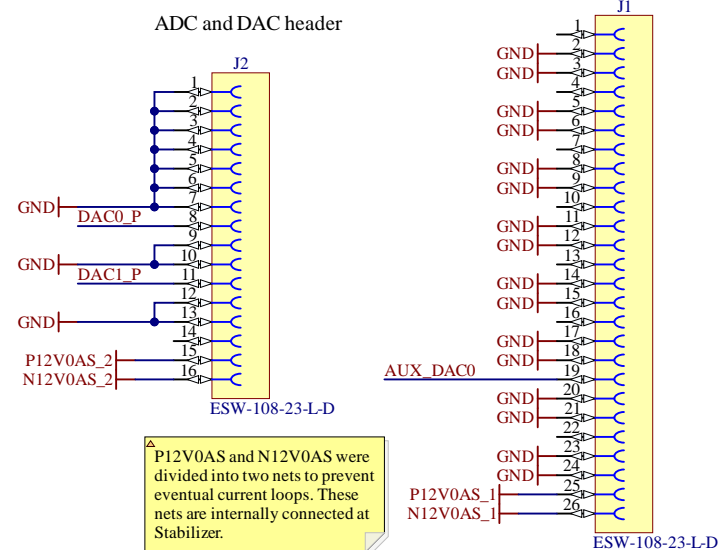 ADC and DAC header
J2
1
2
3
4
5
6
7
GND
DAC0_P
8
9
GND
10
DAC1_P
11
12
GND
13
14
P12V0AS_2
15
N12V0AS_2
16
ESW-108-23-L-D
P12V0AS and N12V0AS were
divided into two nets to prevent
eventual current loops. These
nets are internally connected at
Stabilizer.
J1
1
GND
2
GND
3
4
GND
5
GND
6
7
GND
8
GND
9
10
GND
11
GND
12
13
GND
14
GND
15
16
GND
17
GND
18
AUX_DAC0
19
GND
20
GND
21
22
GND
23
GND
24
P12V0AS_1
25
N12V0AS_1
26
ESW-108-23-L-D